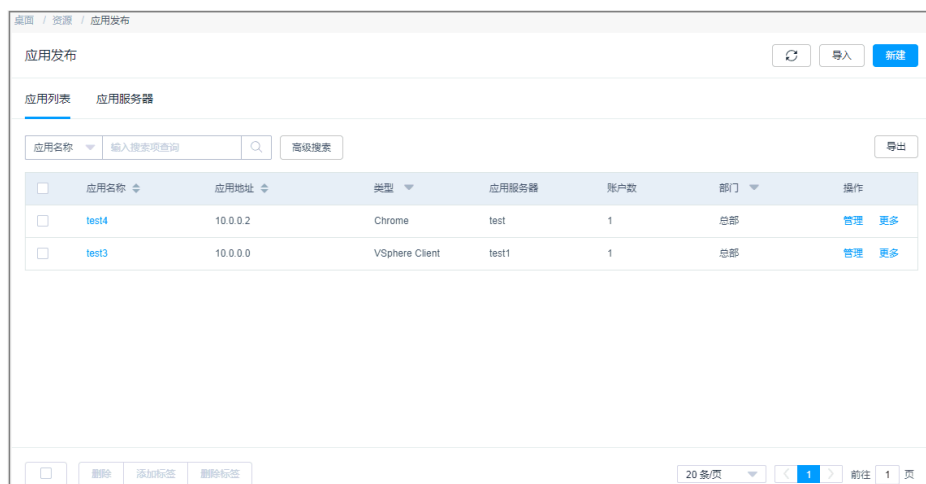 桌面 / 资源 / 应用发布
应用发布 导入 新建
应用列表 应用服务器
应用名称 输入搜索项查询 高级搜索 导出
应用名称 应用地址 类型 应用服务器 账户数 部门 操作
test4 10.0.0.2 Chrome test 1 总部 管理 更多
test3 10.0.0.0 VSphere Client test1 1 总部 管理 更多
删除 添加标签 删除标签 20 条/页 1 前往 1 页